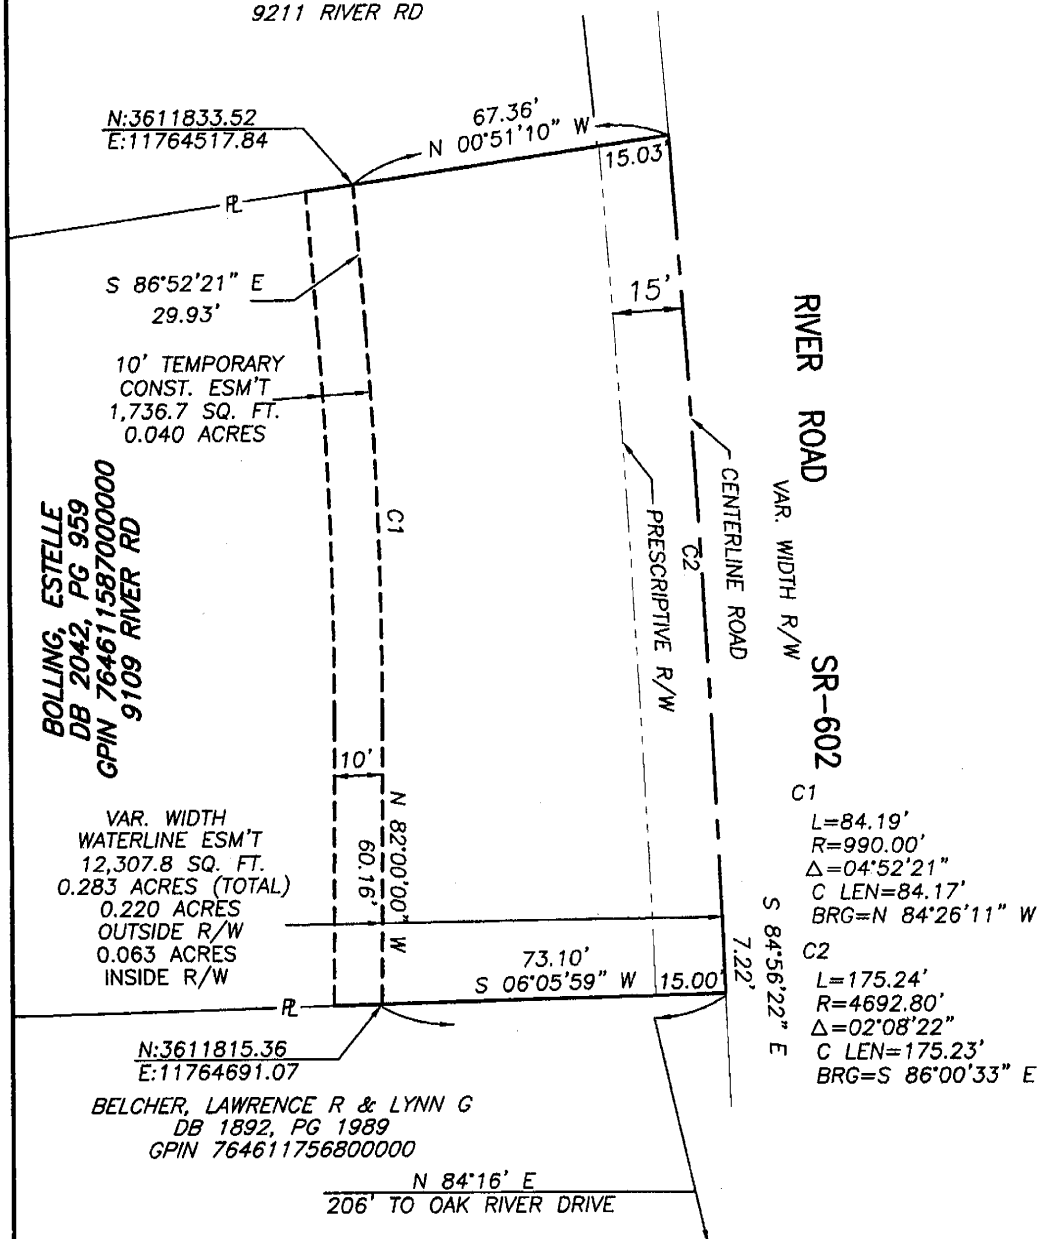 9211 RIVER RD
N:3611833.52
E:11764517.84
67.36'
N 00°51'10" W
15.03'
PL
S 86°52'21" E
29.93'
15'
10' TEMPORARY
CONST. ESM'T
1,736.7 SQ. FT.
0.040 ACRES
RIVER ROAD SR-602
VAR. WIDTH R/W
CENTERLINE ROAD
PRESCRIPTIVE R/W
C1
C2
BOLLING, ESTELLE
DB 2042, PG 959
GPIN 764611587000000
9109 RIVER RD
10'
N 82°00'00" W
60.16'
VAR. WIDTH
WATERLINE ESM'T
12,307.8 SQ. FT.
0.283 ACRES (TOTAL)
0.220 ACRES
OUTSIDE R/W
0.063 ACRES
INSIDE R/W
73.10'
S 06°05'59" W
15.00'
S 84°56'22" E
7.22'
C1
L=84.19'
R=990.00'
Δ=04°52'21"
C LEN=84.17'
BRG=N 84°26'11" W
C2
L=175.24'
R=4692.80'
Δ=02°08'22"
C LEN=175.23'
BRG=S 86°00'33" E
PL
N:3611815.36
E:11764691.07
BELCHER, LAWRENCE R & LYNN G
DB 1892, PG 1989
GPIN 764611756800000
N 84°16' E
206' TO OAK RIVER DRIVE